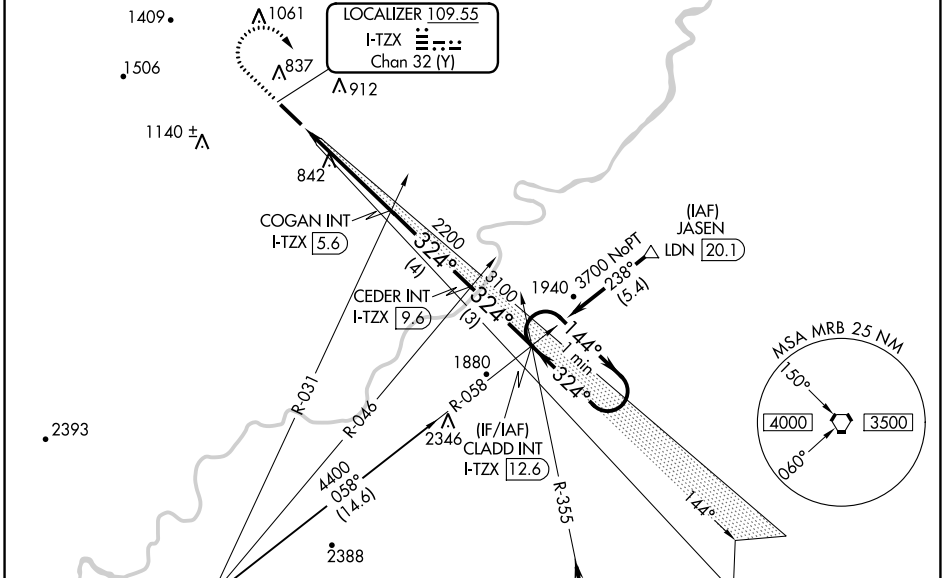 1409
1061
LOCALIZER 109.55
I-TZX
Chan 32 (Y)
837
912
1506
1140 ±
842
COGAN INT
I-TZX 5.6
2200
324°
(4)
CEDER INT
I-TZX 9.6
3100
324°
(3)
(IAF)
JASEN
LDN 20.1
3700 NoPT
238°
(5.4)
1940
144°
1 min
324°
1880
R-058
2346
(IF/IAF)
CLADD INT
I-TZX 12.6
R-031
R-046
R-355
4400
058°
(14.6)
2393
2388
144°
MSA MRB 25 NM
150°
4000
3500
060°